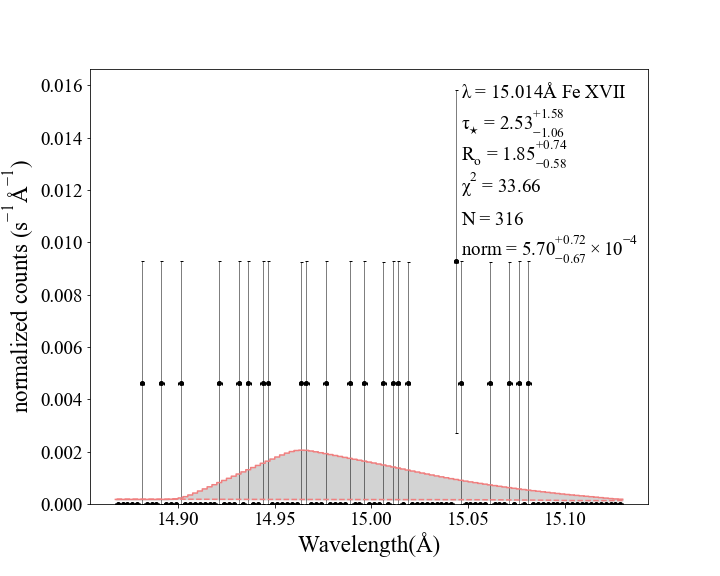 0.016
0.014
0.012
0.010
0.008
0.006
0.004
0.002
0.000
normalized counts (s⁻¹ Å⁻¹)
λ = 15.014Å Fe XVII
τ⋆ = 2.53 +1.58 −1.06
Rₒ = 1.85 +0.74 −0.58
χ² = 33.66
N = 316
norm = 5.70 +0.72 −0.67 × 10⁻⁴
14.90 14.95 15.00 15.05 15.10
Wavelength(Å)